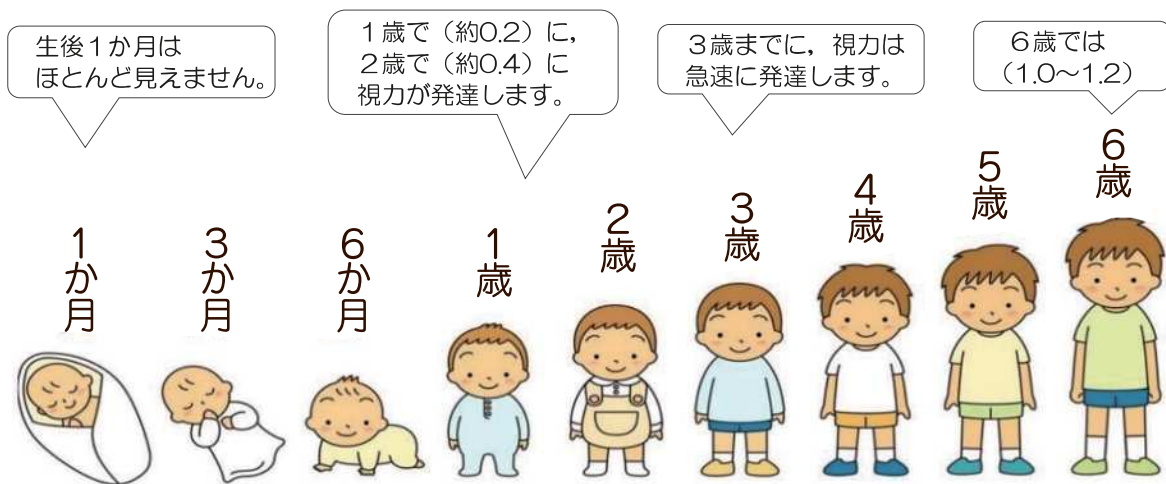 生後１か月は
ほとんど見えません。
１歳で（約0.2）に，
２歳で（約0.4）に
視力が発達します。
３歳までに，視力は
急速に発達します。
６歳では
（1.0～1.2）
１か月
３か月
６か月
１歳
２歳
３歳
４歳
５歳
６歳